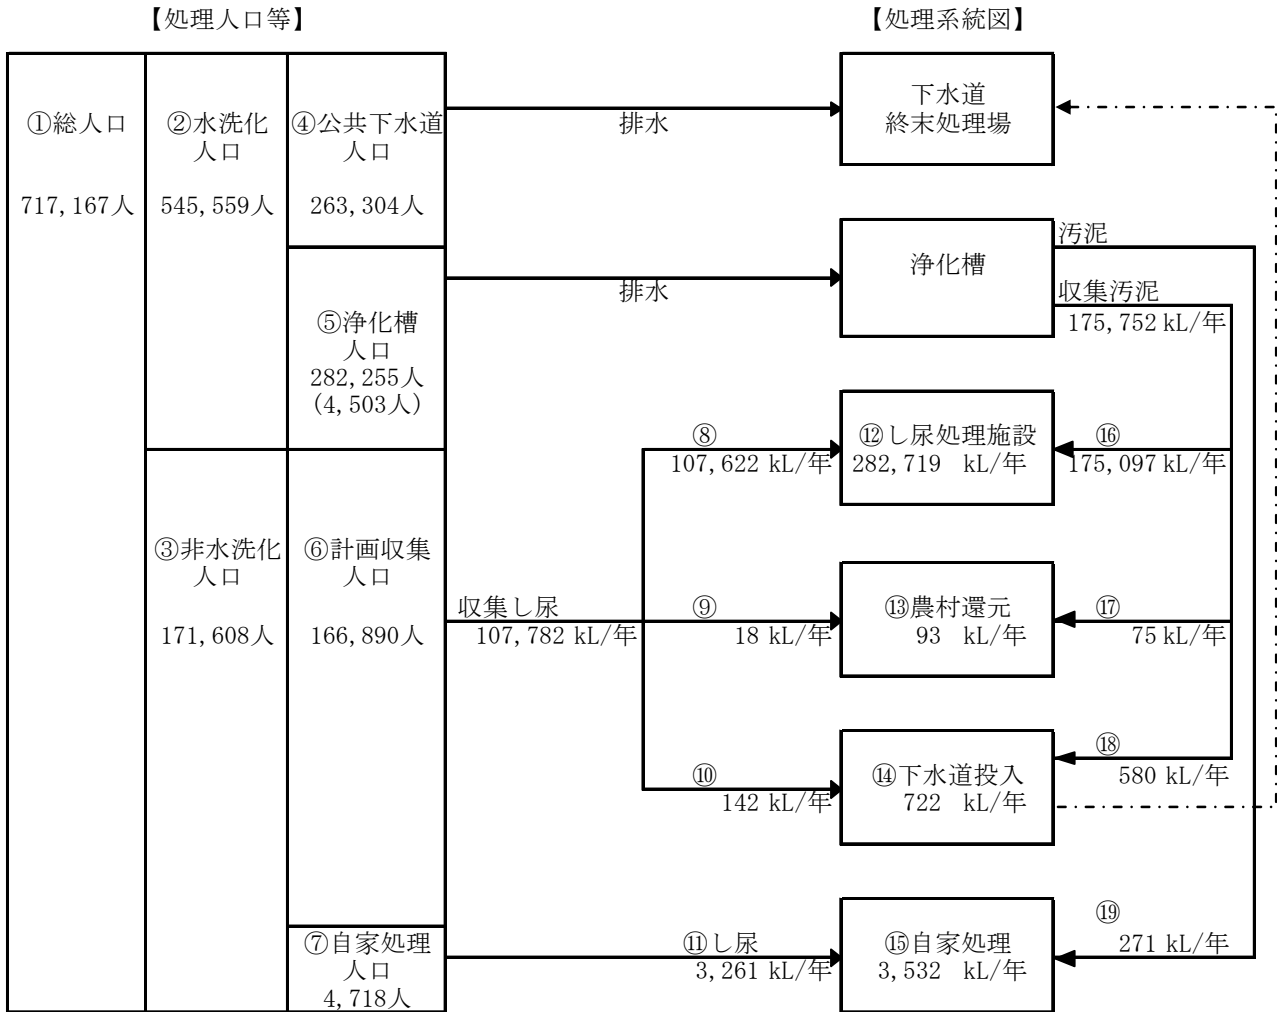 【処理人口等】
【処理系統図】
①総人口
717,167人
②水洗化
人口
545,559人
④公共下水道
人口
263,304人
⑤浄化槽
人口
282,255人
(4,503人)
③非水洗化
人口
171,608人
⑥計画収集
人口
166,890人
⑦自家処理
人口
4,718人
排水
下水道
終末処理場
排水
浄化槽
汚泥
収集汚泥
175,752 kL/年
収集し尿
107,782 kL/年
⑧
107,622 kL/年
⑫し尿処理施設
282,719 kL/年
⑯
175,097 kL/年
⑨
18 kL/年
⑬農村還元
93 kL/年
⑰
75 kL/年
⑩
142 kL/年
⑭下水道投入
722 kL/年
⑱
580 kL/年
⑪し尿
3,261 kL/年
⑮自家処理
3,532 kL/年
⑲
271 kL/年